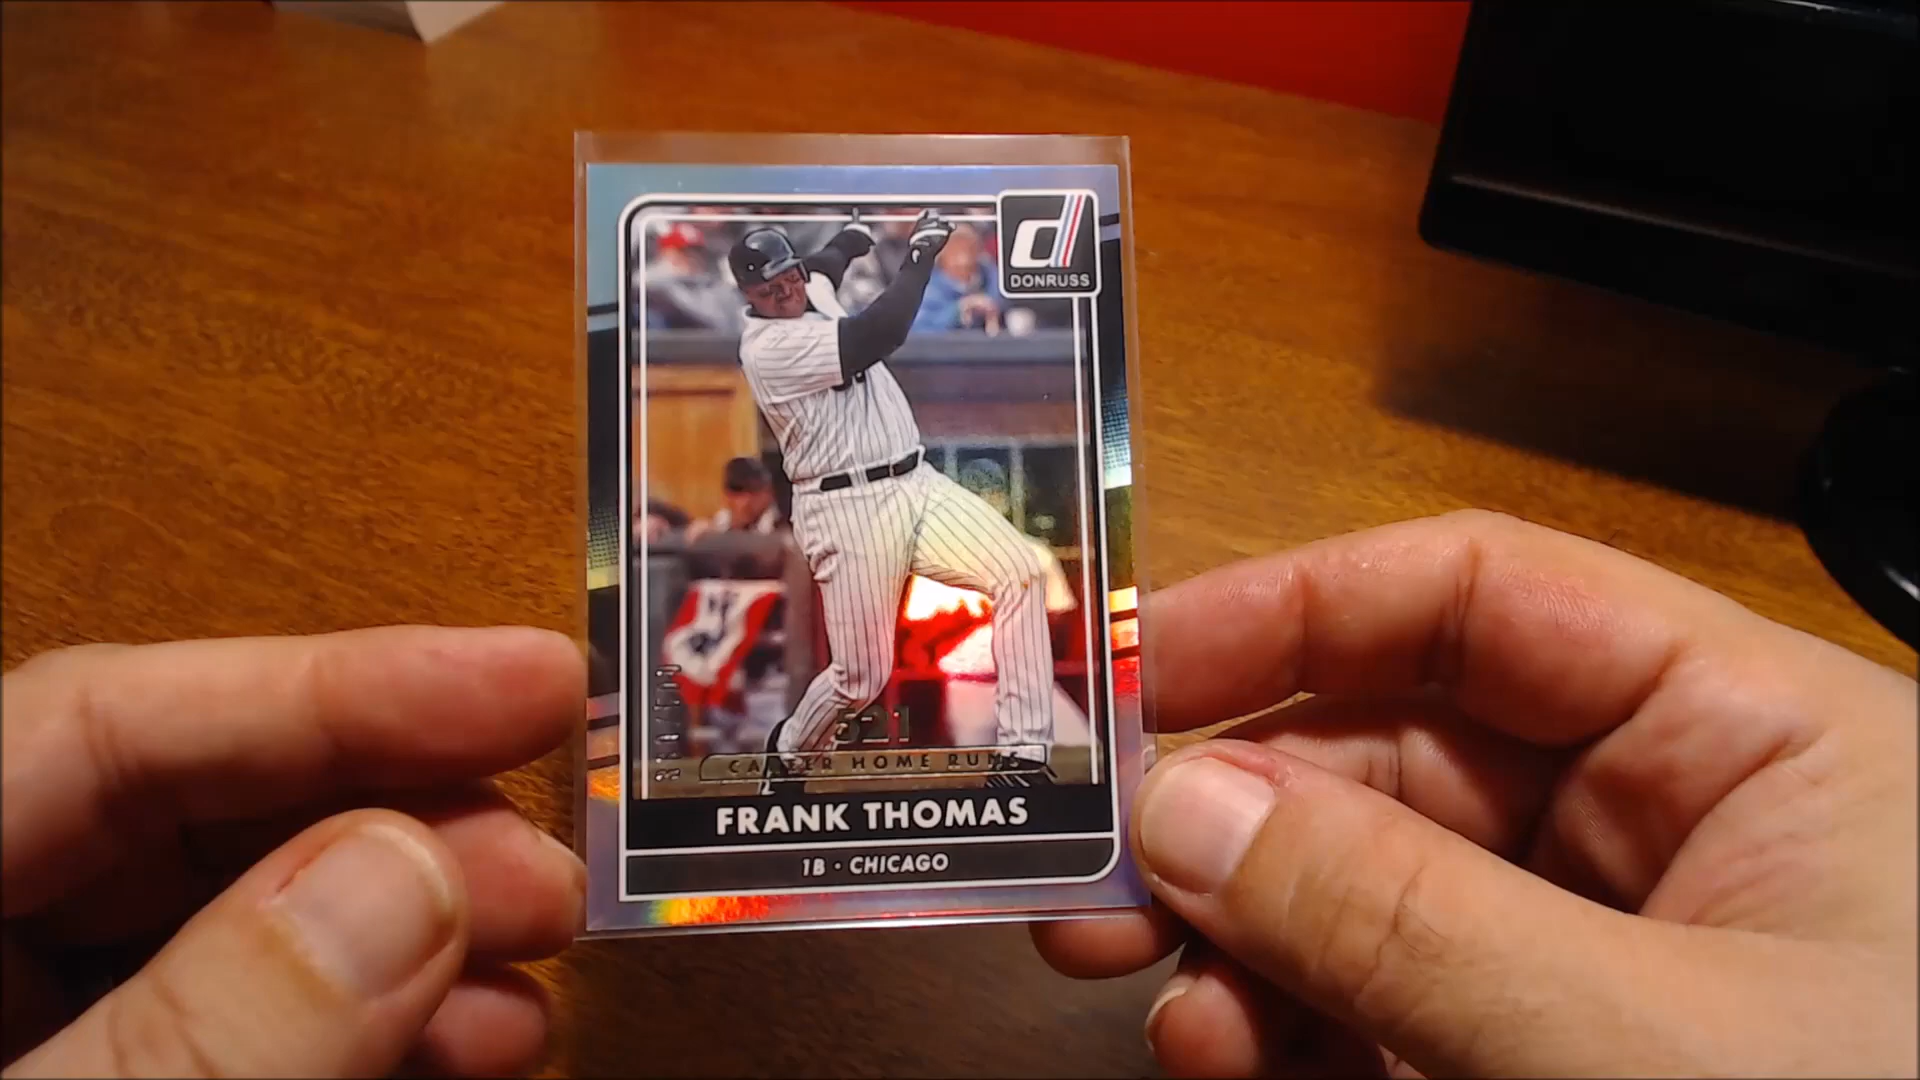 d
DONRUSS
521
CAREER HOME RUNS
FRANK THOMAS
1B · CHICAGO